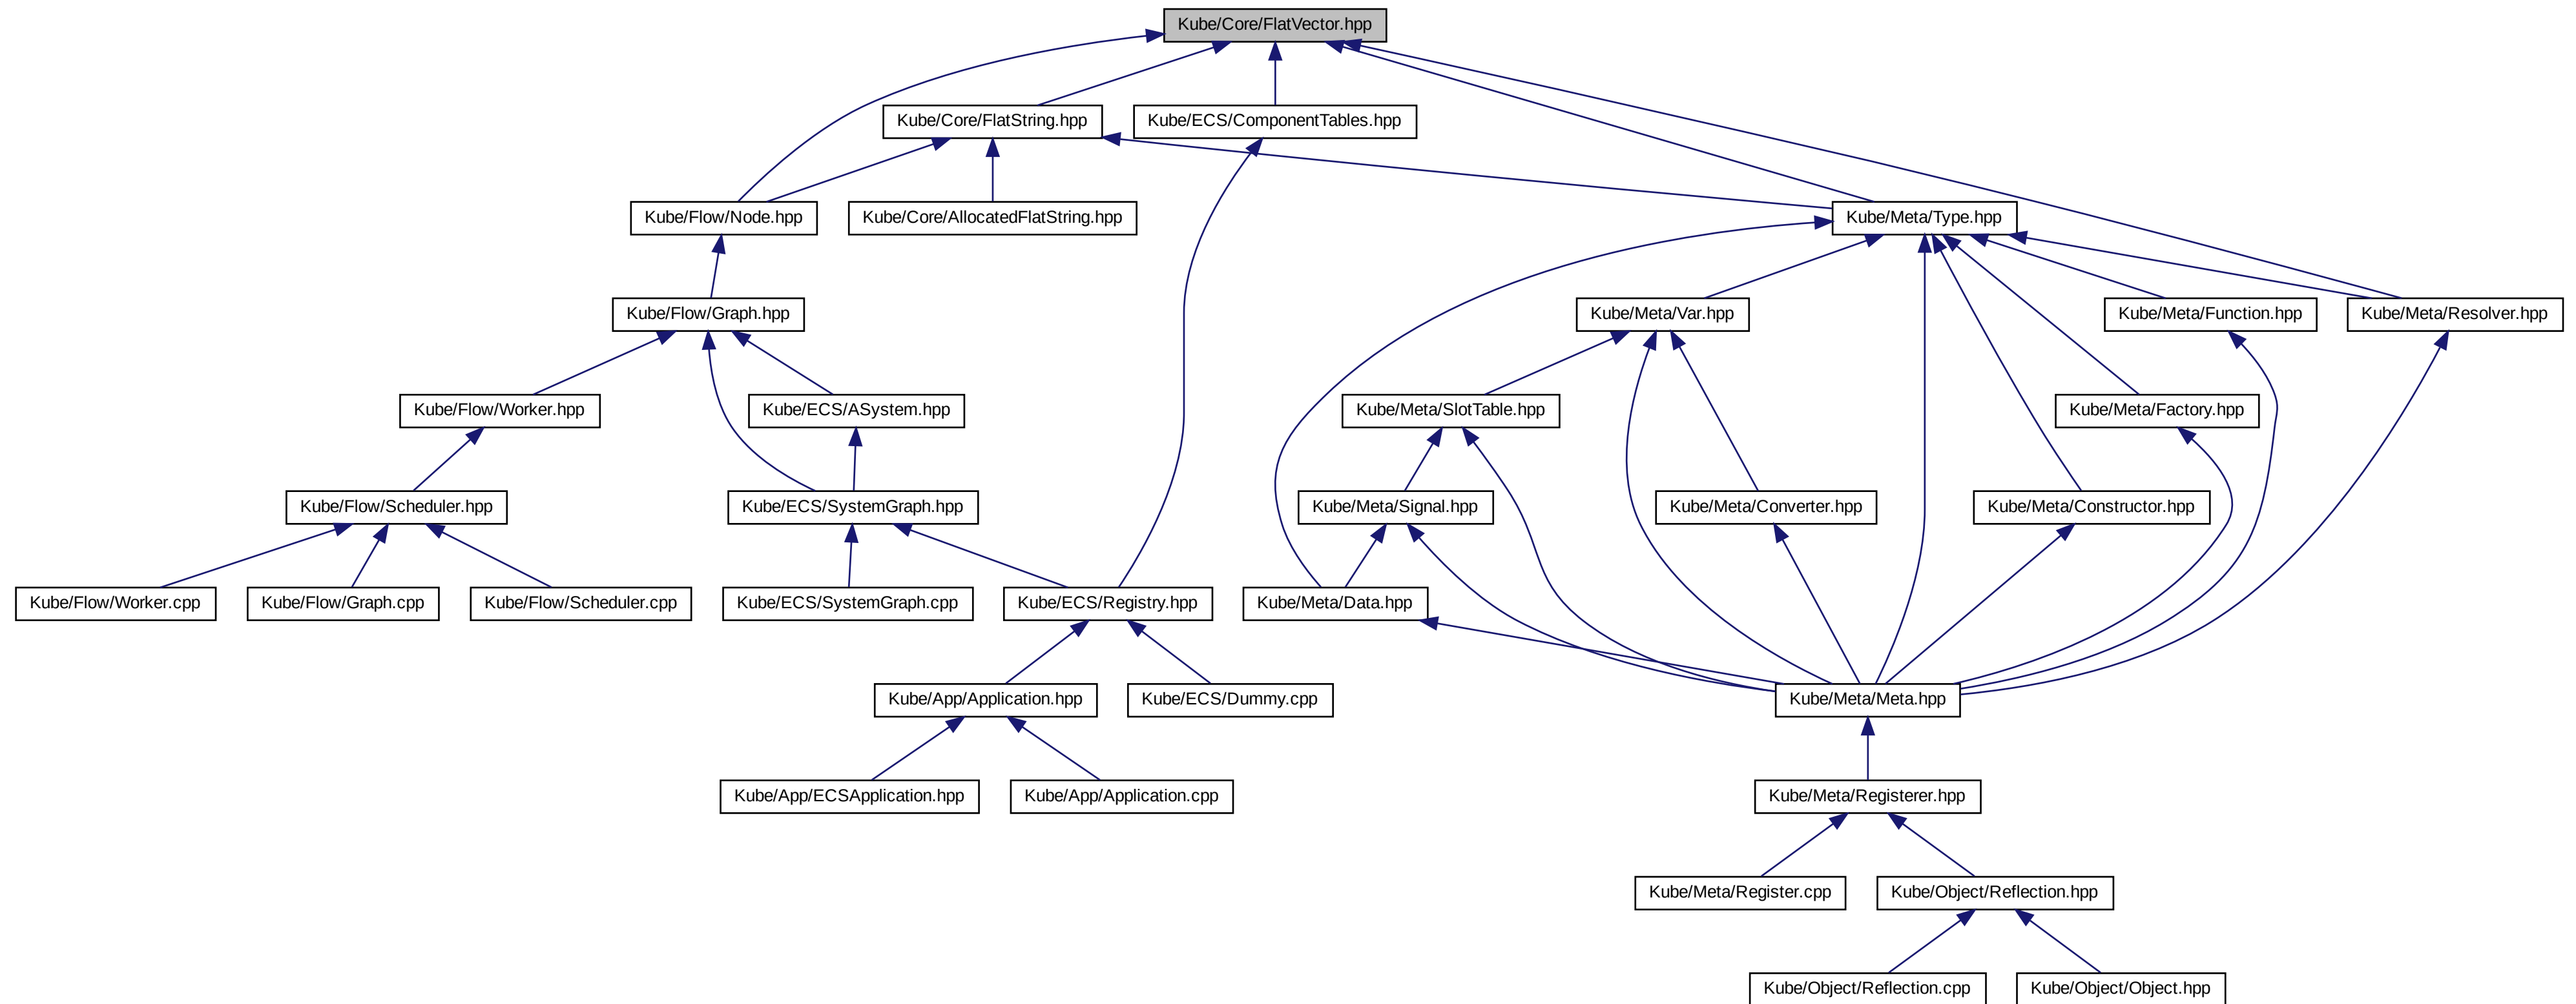 Kube/Core/FlatVector.hpp
Kube/Core/FlatString.hpp
Kube/ECS/ComponentTables.hpp
Kube/Flow/Node.hpp
Kube/Core/AllocatedFlatString.hpp
Kube/Meta/Type.hpp
Kube/Flow/Graph.hpp
Kube/Meta/Var.hpp
Kube/Meta/Function.hpp
Kube/Meta/Resolver.hpp
Kube/Flow/Worker.hpp
Kube/ECS/ASystem.hpp
Kube/Meta/SlotTable.hpp
Kube/Meta/Factory.hpp
Kube/Flow/Scheduler.hpp
Kube/ECS/SystemGraph.hpp
Kube/Meta/Signal.hpp
Kube/Meta/Converter.hpp
Kube/Meta/Constructor.hpp
Kube/Flow/Worker.cpp
Kube/Flow/Graph.cpp
Kube/Flow/Scheduler.cpp
Kube/ECS/SystemGraph.cpp
Kube/ECS/Registry.hpp
Kube/Meta/Data.hpp
Kube/App/Application.hpp
Kube/ECS/Dummy.cpp
Kube/Meta/Meta.hpp
Kube/App/ECSApplication.hpp
Kube/App/Application.cpp
Kube/Meta/Registerer.hpp
Kube/Meta/Register.cpp
Kube/Object/Reflection.hpp
Kube/Object/Reflection.cpp
Kube/Object/Object.hpp